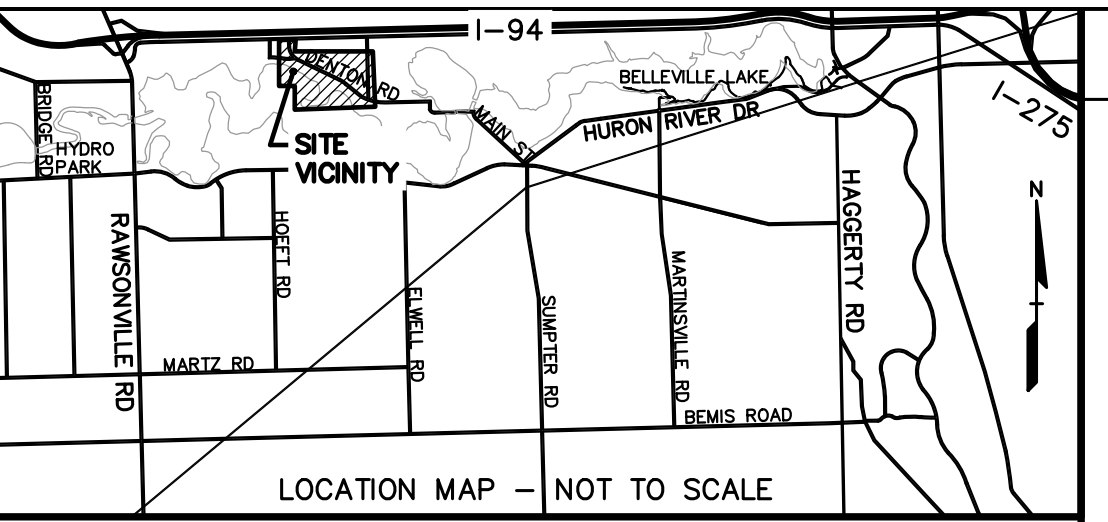 I-94
DENTON RD
BELLEVILLE LAKE
BRIDGE RD
MAIN ST
HURON RIVER DR
I-275
HYDRO
PARK
SITE
VICINITY
N
RAWSONVILLE RD
HOEFT RD
HAGGERTY RD
ELWELL RD
SUMPTER RD
MARTINSVILLE RD
MARTZ RD
BEMIS ROAD
LOCATION MAP - NOT TO SCALE